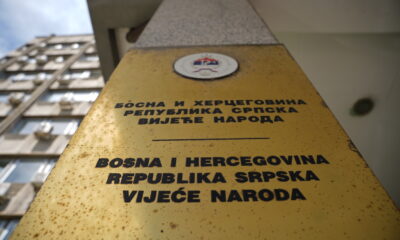 БОСНА И ХЕРЦЕГОВИНА
РЕПУБЛИКА СРПСКА
ВИЈЕЋЕ НАРОДА
BOSNA I HERCEGOVINA
REPUBLIKA SRPSKA
VIJEĆE NARODA